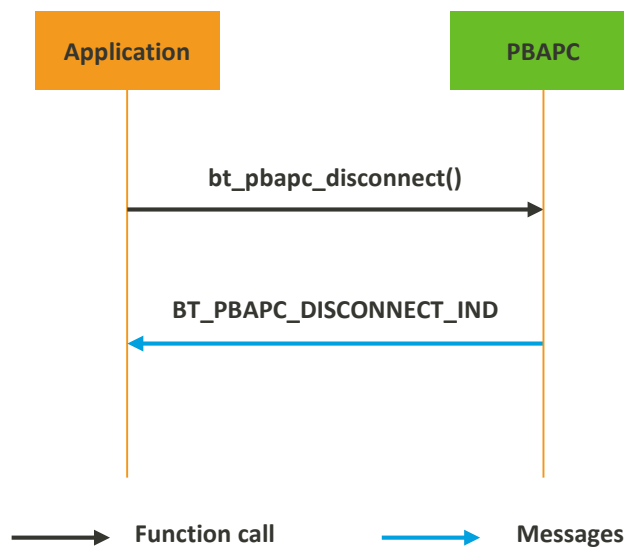 Application
PBAPC
bt_pbapc_disconnect()
BT_PBAPC_DISCONNECT_IND
Function call
Messages